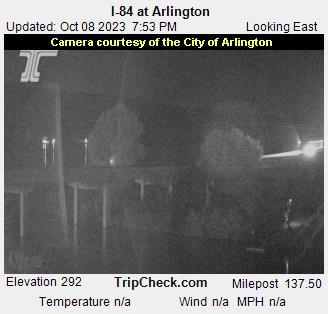 I-84 at Arlington
Updated: Oct 08 2023 7:53 PM Looking East
Camera courtesy of the City of Arlington
Elevation 292 TripCheck.com Milepost 137.50
Temperature n/a Wind n/a MPH n/a